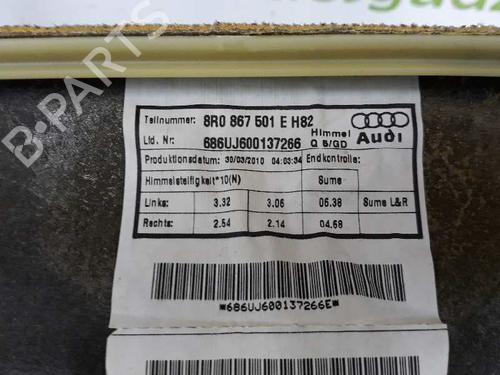 Teilnummer: 8R0 867 501 E H82
Lfd. Nr: 686UJ600137266 Himmel Q 5/GD Audi
Produktionsdatum: 30/03/2010 04:03:34 Endkontrolle:
Himmelsteifigkeit*10(N) Sume
Links: 3.32 3.06 06.38 Sume L&R
Rechts: 2.54 2.14 04.68
*686UJ600137266E*